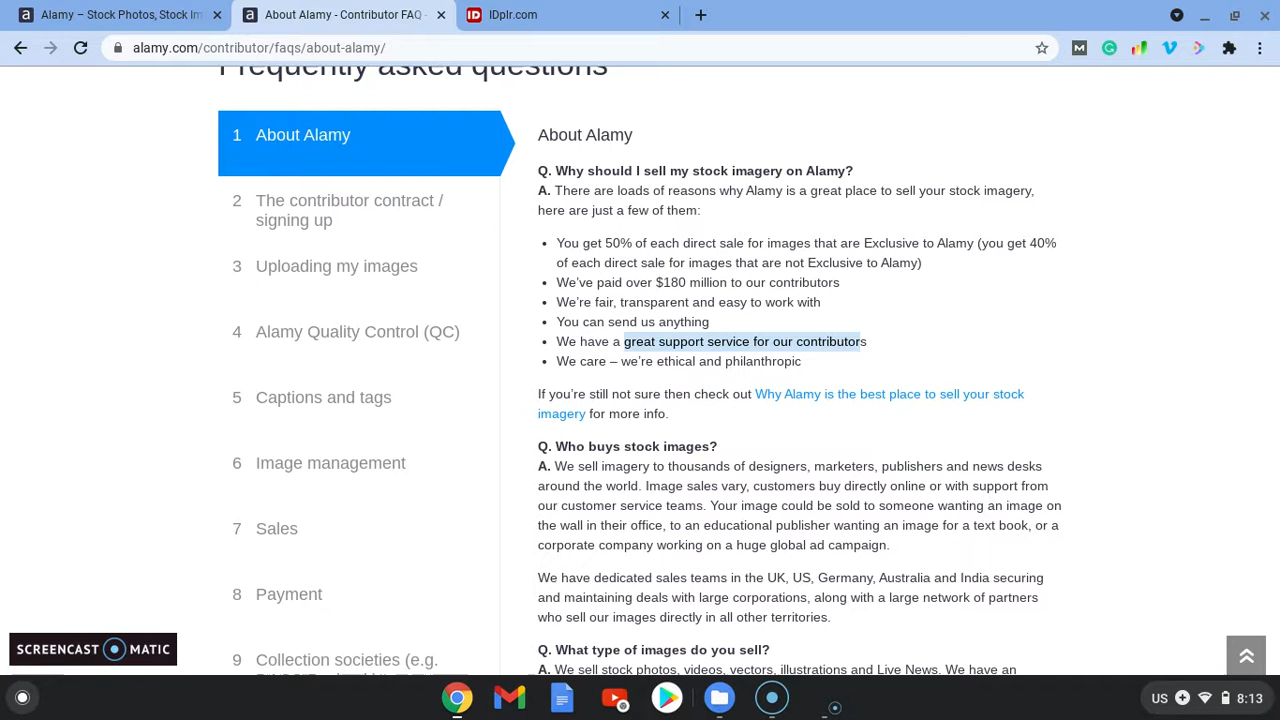 Alamy – Stock Photos, Stock Im
About Alamy - Contributor FAQ -
IDplr.com
alamy.com/contributor/faqs/about-alamy/
Frequently asked questions
1 About Alamy
2 The contributor contract /
signing up
3 Uploading my images
4 Alamy Quality Control (QC)
5 Captions and tags
6 Image management
7 Sales
8 Payment
9 Collection societies (e.g.
About Alamy
Q. Why should I sell my stock imagery on Alamy?
A. There are loads of reasons why Alamy is a great place to sell your stock imagery,
here are just a few of them:
• You get 50% of each direct sale for images that are Exclusive to Alamy (you get 40%
of each direct sale for images that are not Exclusive to Alamy)
• We’ve paid over $180 million to our contributors
• We’re fair, transparent and easy to work with
• You can send us anything
• We have a great support service for our contributors
• We care – we’re ethical and philanthropic
If you’re still not sure then check out Why Alamy is the best place to sell your stock
imagery for more info.
Q. Who buys stock images?
A. We sell imagery to thousands of designers, marketers, publishers and news desks
around the world. Image sales vary, customers buy directly online or with support from
our customer service teams. Your image could be sold to someone wanting an image on
the wall in their office, to an educational publisher wanting an image for a text book, or a
corporate company working on a huge global ad campaign.
We have dedicated sales teams in the UK, US, Germany, Australia and India securing
and maintaining deals with large corporations, along with a large network of partners
who sell our images directly in all other territories.
Q. What type of images do you sell?
A. We sell stock photos, videos, vectors, illustrations and Live News. We have an
SCREENCAST MATIC
US 8:13